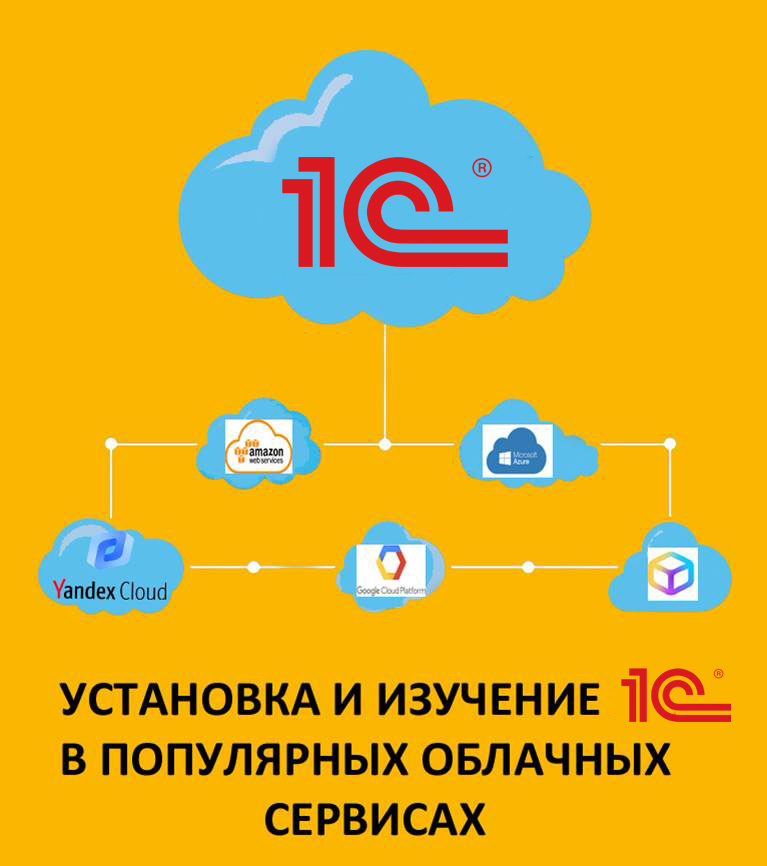 1С®
amazon
web services
Microsoft
Azure
Yandex Cloud
Google Cloud Platform
УСТАНОВКА И ИЗУЧЕНИЕ 1С®
В ПОПУЛЯРНЫХ ОБЛАЧНЫХ
СЕРВИСАХ